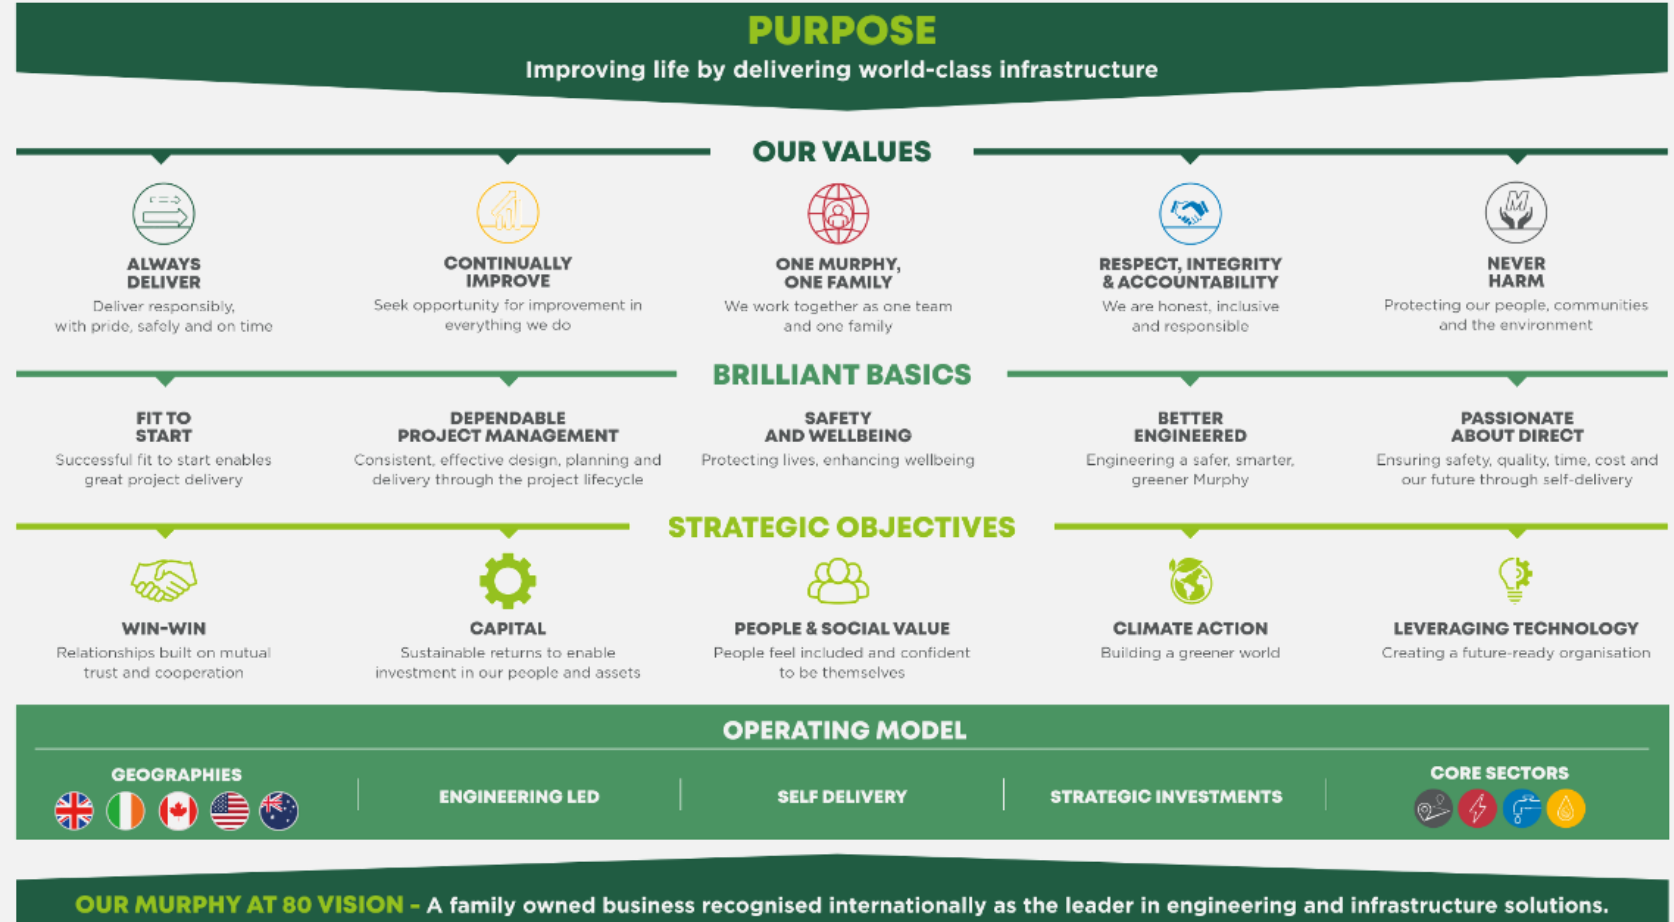 PURPOSE
Improving life by delivering world-class infrastructure
OUR VALUES
ALWAYS
DELIVER
Deliver responsibly,
with pride, safely and on time
CONTINUALLY
IMPROVE
Seek opportunity for improvement in
everything we do
ONE MURPHY,
ONE FAMILY
We work together as one team
and one family
RESPECT, INTEGRITY
& ACCOUNTABILITY
We are honest, inclusive
and responsible
M
NEVER
HARM
Protecting our people, communities
and the environment
BRILLIANT BASICS
FIT TO
START
Successful fit to start enables
great project delivery
DEPENDABLE
PROJECT MANAGEMENT
Consistent, effective design, planning and
delivery through the project lifecycle
SAFETY
AND WELLBEING
Protecting lives, enhancing wellbeing
BETTER
ENGINEERED
Engineering a safer, smarter,
greener Murphy
PASSIONATE
ABOUT DIRECT
Ensuring safety, quality, time, cost and
our future through self-delivery
STRATEGIC OBJECTIVES
WIN-WIN
Relationships built on mutual
trust and cooperation
CAPITAL
Sustainable returns to enable
investment in our people and assets
PEOPLE & SOCIAL VALUE
People feel included and confident
to be themselves
CLIMATE ACTION
Building a greener world
LEVERAGING TECHNOLOGY
Creating a future-ready organisation
OPERATING MODEL
GEOGRAPHIES
ENGINEERING LED
SELF DELIVERY
STRATEGIC INVESTMENTS
CORE SECTORS
OUR MURPHY AT 80 VISION - A family owned business recognised internationally as the leader in engineering and infrastructure solutions.